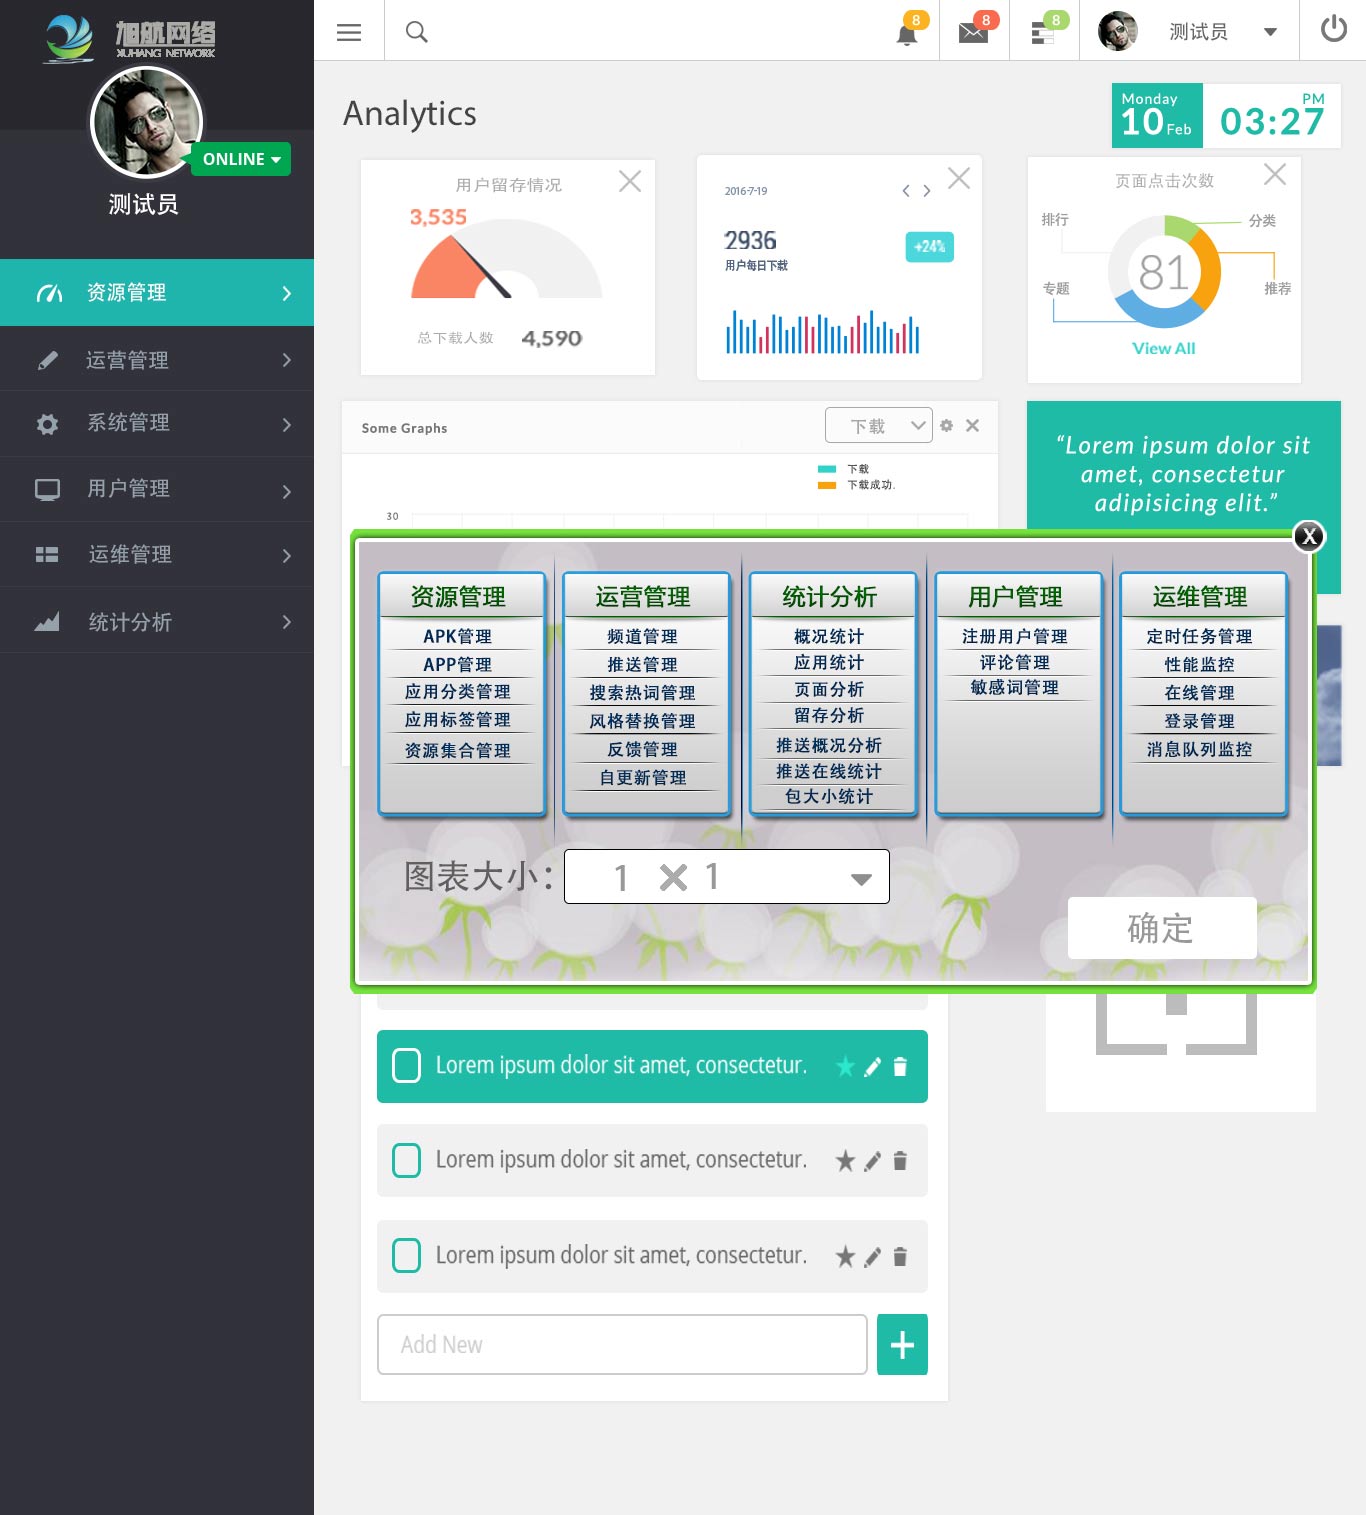 旭航网络
XUHANG NETWORK
ONLINE
测试员
资源管理
运营管理
系统管理
用户管理
运维管理
统计分析
8
8
8
测试员
Analytics
Monday
10 Feb
PM
03:27
用户留存情况
3,535
总下载人数 4,590
2016-7-19
2936
+24%
用户每日下载
页面点击次数
排行
分类
81
专题
推荐
View All
Some Graphs
下载
下载
下载成功.
30
“Lorem ipsum dolor sit
amet, consectetur
adipisicing elit.”
X
资源管理
APK管理
APP管理
应用分类管理
应用标签管理
资源集合管理
运营管理
频道管理
推送管理
搜索热词管理
风格替换管理
反馈管理
自更新管理
统计分析
概况统计
应用统计
页面分析
留存分析
推送概况分析
推送在线统计
包大小统计
用户管理
注册用户管理
评论管理
敏感词管理
运维管理
定时任务管理
性能监控
在线管理
登录管理
消息队列监控
图表大小： 1 × 1
确定
Lorem ipsum dolor sit amet, consectetur.
Lorem ipsum dolor sit amet, consectetur.
Lorem ipsum dolor sit amet, consectetur.
Add New